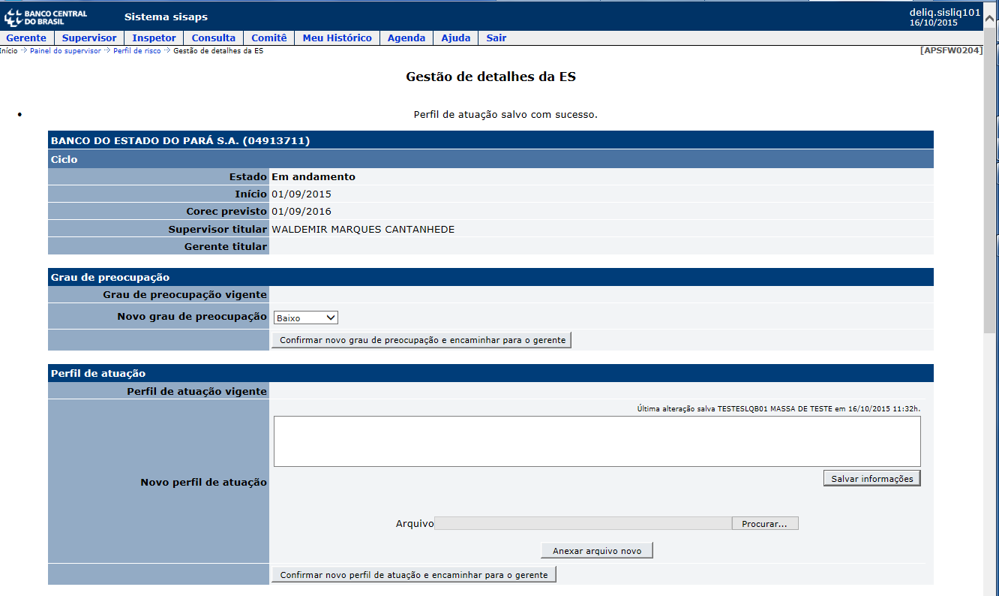 BANCO CENTRAL
DO BRASIL
Sistema sisaps
deliq.sisliq101
16/10/2015
Gerente Supervisor Inspetor Consulta Comitê Meu Histórico Agenda Ajuda Sair
Início Painel do supervisor Perfil de risco Gestão de detalhes da ES
[APSFW0204]
Gestão de detalhes da ES
• Perfil de atuação salvo com sucesso.
BANCO DO ESTADO DO PARÁ S.A. (04913711)
Ciclo
Estado Em andamento
Início 01/09/2015
Corec previsto 01/09/2016
Supervisor titular WALDEMIR MARQUES CANTANHEDE
Gerente titular
Grau de preocupação
Grau de preocupação vigente
Novo grau de preocupação Baixo
Confirmar novo grau de preocupação e encaminhar para o gerente
Perfil de atuação
Perfil de atuação vigente
Última alteração salva TESTESLQB01 MASSA DE TESTE em 16/10/2015 11:32h.
Novo perfil de atuação
Salvar informações
Arquivo Procurar...
Anexar arquivo novo
Confirmar novo perfil de atuação e encaminhar para o gerente